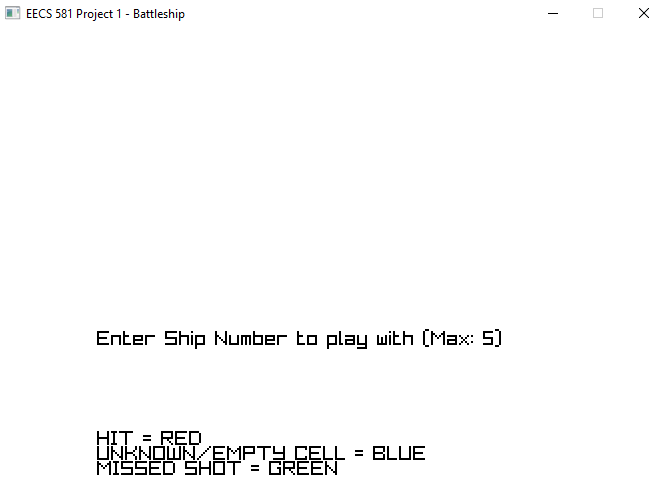 EECS 581 Project 1 - Battleship
Enter Ship Number to play with (Max: 5)
HIT = RED
UNKNOWN/EMPTY CELL = BLUE
MISSED SHOT = GREEN